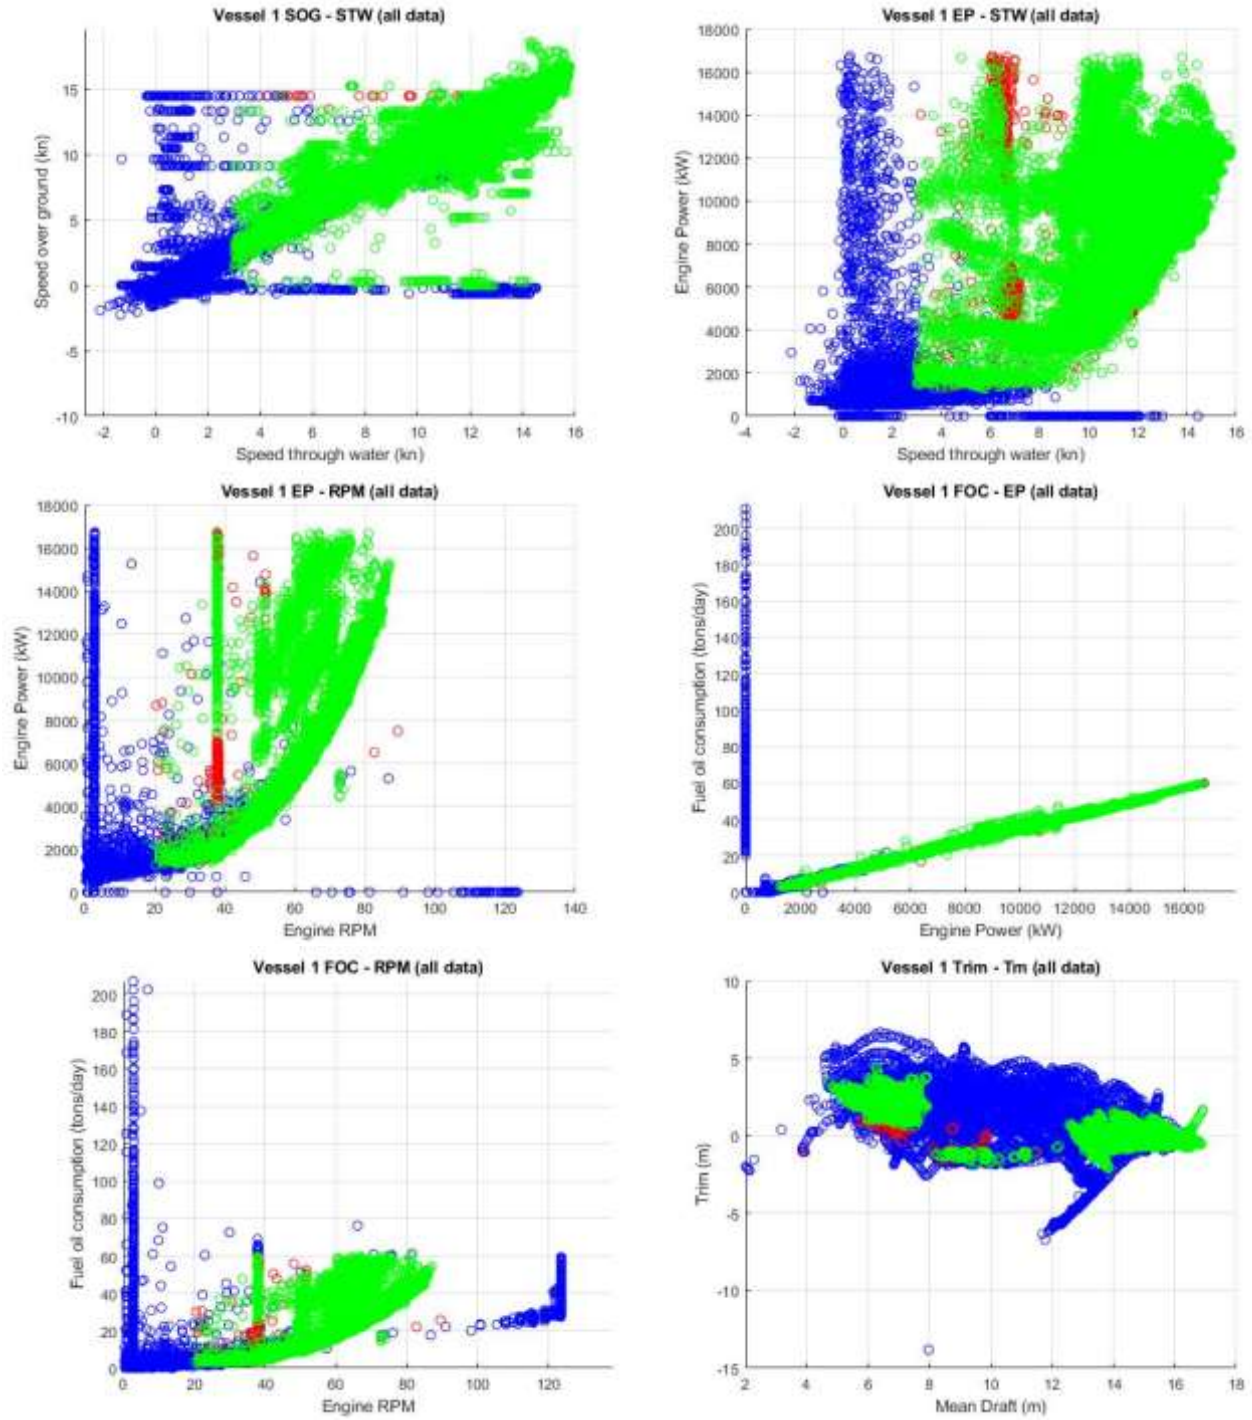 Vessel 1 SOG - STW (all data)
15
10
5
0
-5
-10
Speed over ground (kn)
-2 0 2 4 6 8 10 12 14 16
Speed through water (kn)
Vessel 1 EP - STW (all data)
18000
16000
14000
12000
10000
8000
6000
4000
2000
0
Engine Power (kW)
-4 -2 0 2 4 6 8 10 12 14 16
Speed through water (kn)
Vessel 1 EP - RPM (all data)
18000
16000
14000
12000
10000
8000
6000
4000
2000
0
Engine Power (kW)
0 20 40 60 80 100 120 140
Engine RPM
Vessel 1 FOC - EP (all data)
200
180
160
140
120
100
80
60
40
20
0
Fuel oil consumption (tons/day)
0 2000 4000 6000 8000 10000 12000 14000 16000
Engine Power (kW)
Vessel 1 FOC - RPM (all data)
200
180
160
140
120
100
80
60
40
20
0
Fuel oil consumption (tons/day)
0 20 40 60 80 100 120
Engine RPM
Vessel 1 Trim - Tm (all data)
10
5
0
-5
-10
-15
Trim (m)
2 4 6 8 10 12 14 16 18
Mean Draft (m)